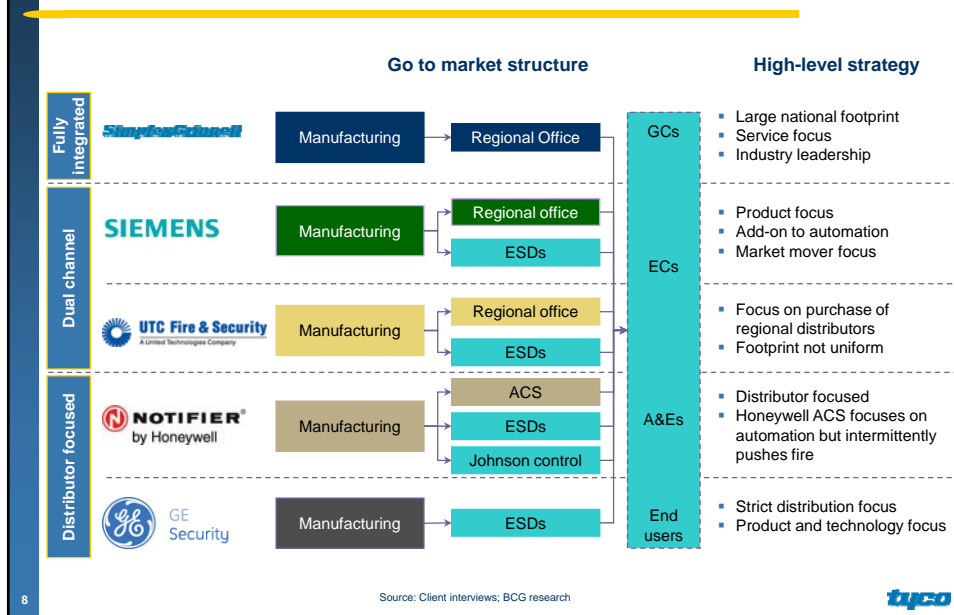 Go to market structure
High-level strategy
Fully
integrated
SimplexGrinnell
Manufacturing
Regional Office
GCs
Large national footprint
Service focus
Industry leadership
Dual channel
SIEMENS
Manufacturing
Regional office
ESDs
ECs
Product focus
Add-on to automation
Market mover focus
UTC Fire & Security
A United Technologies Company
Manufacturing
Regional office
ESDs
Focus on purchase of
regional distributors
Footprint not uniform
Distributor focused
NOTIFIER®
by Honeywell
Manufacturing
ACS
ESDs
Johnson control
A&Es
Distributor focused
Honeywell ACS focuses on
automation but intermittently
pushes fire
GE
GE
Security
Manufacturing
ESDs
End
users
Strict distribution focus
Product and technology focus
8
Source: Client interviews; BCG research
tyco